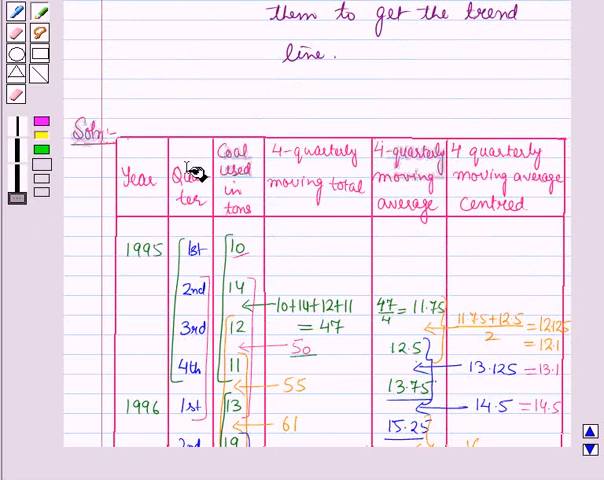 them to get the trend
line.
Soln:-
Year Quarter Coal used in tons 4-quarterly moving total 4-quarterly moving average 4 quarterly moving average Centred
1995 1st 10
2nd 14
10+14+12+11 = 47 47/4 = 11.75
3rd 12 11.75+12.5/2 = 12.125 = 12.1
50 12.5
4th 11 13.125 = 13.1
55 13.75
1996 1st 13 14.5 = 14.5
61 15.25
2nd 19